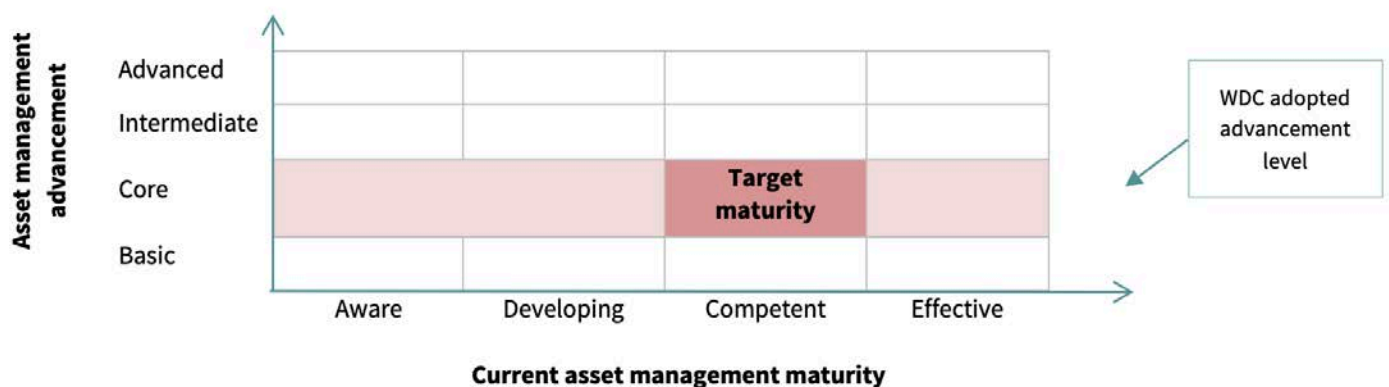 Asset management
advancement
Advanced
Intermediate
Core
Basic
Target
maturity
WDC adopted
advancement
level
Aware
Developing
Competent
Effective
Current asset management maturity